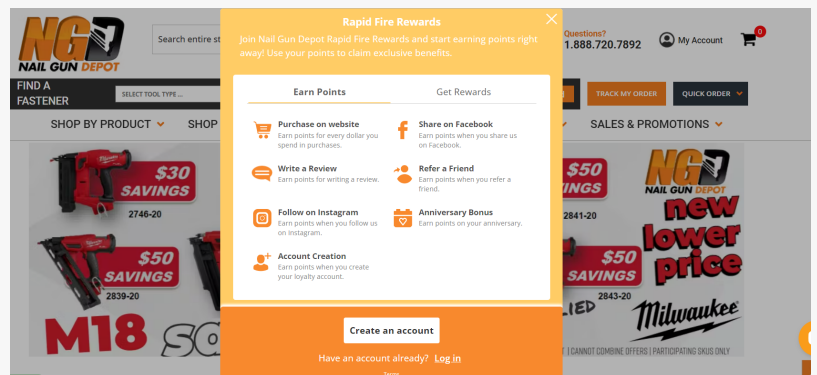 NGD
NAIL GUN DEPOT
Search entire st
Rapid Fire Rewards
Join Nail Gun Depot Rapid Fire Rewards and start earning points right
away! Use your points to claim exclusive benefits.
Questions?
1.888.720.7892
My Account
0
FIND A
FASTENER
SELECT TOOL TYPE ...
TRACK MY ORDER
QUICK ORDER
SHOP BY PRODUCT
SHOP
SALES & PROMOTIONS
Earn Points
Get Rewards
Purchase on website
Earn points for every dollar you
spend in purchases.
Share on Facebook
Earn points when you share us
on Facebook.
Write a Review
Earn points for writing a review.
Refer a Friend
Earn points when you refer a
friend.
Follow on Instagram
Earn points when you follow us
on Instagram.
Anniversary Bonus
Earn points on your anniversary.
Account Creation
Earn points when you create
your loyalty account.
Create an account
Have an account already? Log in
Terms
$30
SAVINGS
2746-20
$50
SAVINGS
2839-20
M18
$50
INGS
2841-20
$50
SAVINGS
2843-20
NGD
NAIL GUN DEPOT
new
lower
price
LIED
Milwaukee
T | CANNOT COMBINE OFFERS | PARTICIPATING SKUS ONLY